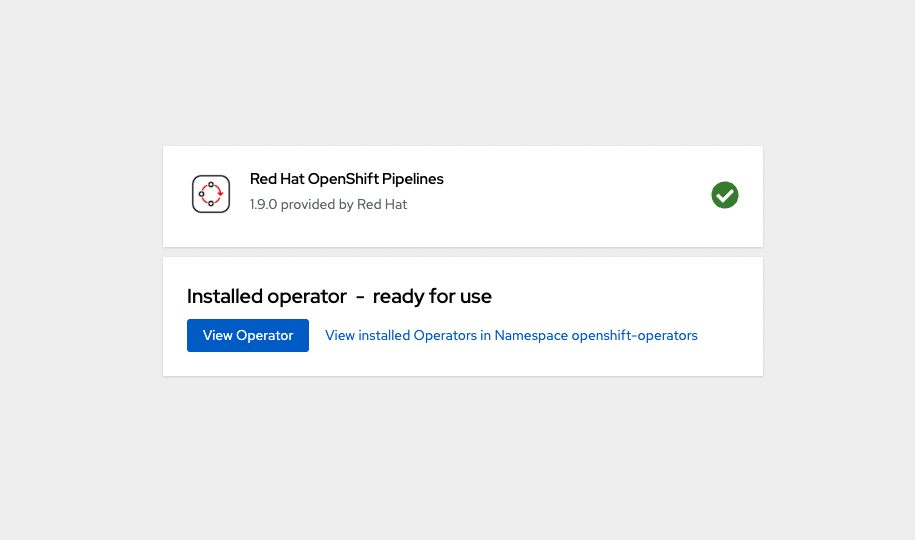 Red Hat OpenShift Pipelines
1.9.0 provided by Red Hat
Installed operator - ready for use
View Operator
View installed Operators in Namespace openshift-operators